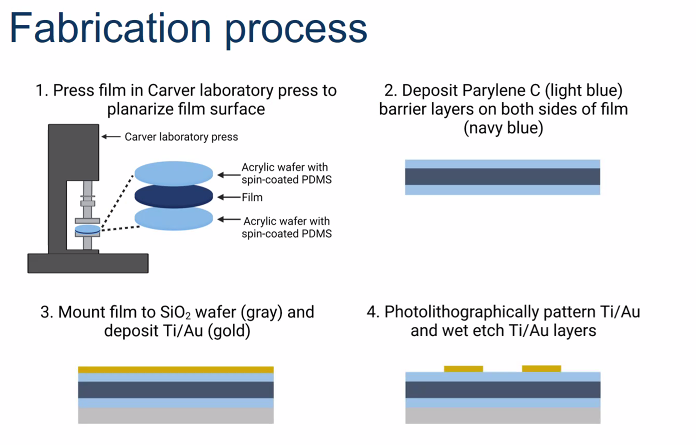 Fabrication process
1. Press film in Carver laboratory press to
planarize film surface
Carver laboratory press
Acrylic wafer with
spin-coated PDMS
Film
Acrylic wafer with
spin-coated PDMS
2. Deposit Parylene C (light blue)
barrier layers on both sides of film
(navy blue)
3. Mount film to SiO₂ wafer (gray) and
deposit Ti/Au (gold)
4. Photolithographically pattern Ti/Au
and wet etch Ti/Au layers